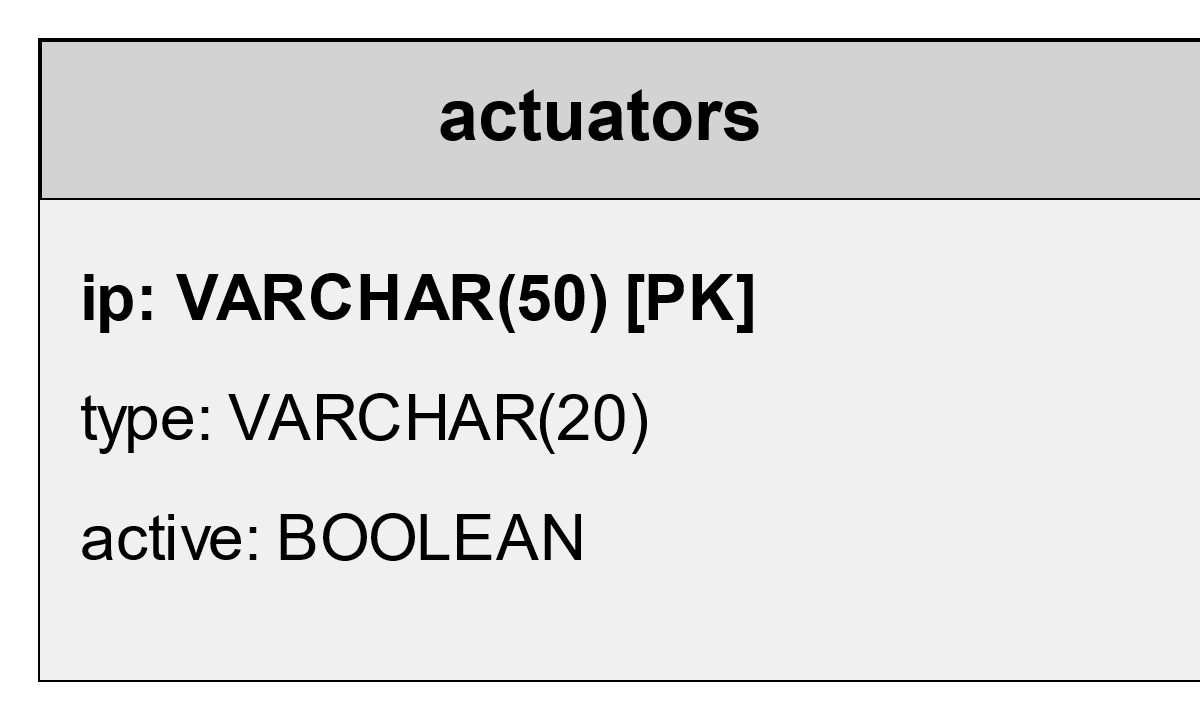 actuators
ip: VARCHAR(50) [PK]
type: VARCHAR(20)
active: BOOLEAN